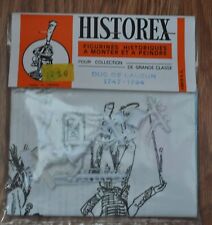 HISTOREX
FIGURINES HISTORIQUES
A MONTER ET A PEINDRE
POUR COLLECTION DE GRANDE CLASSE
DUC DE LAUZUN
1747-1794